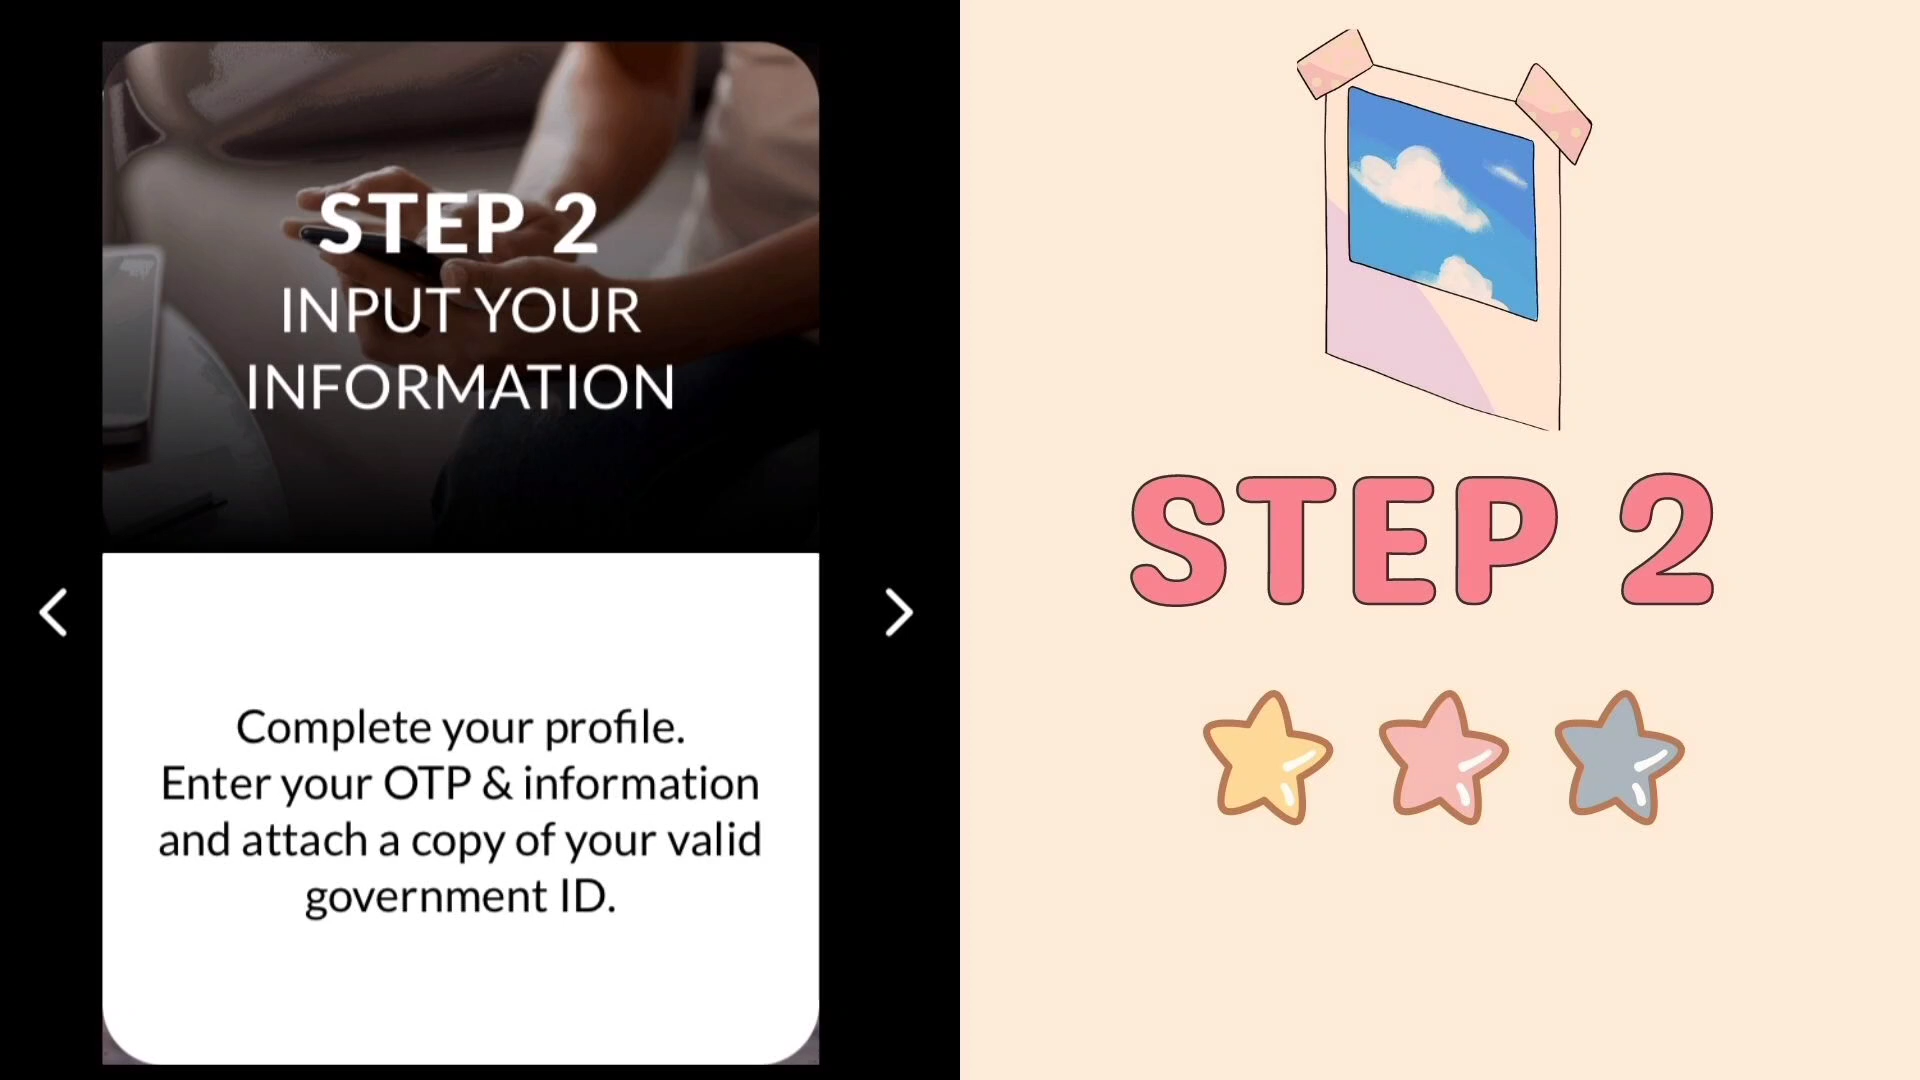 STEP 2
INPUT YOUR
INFORMATION
Complete your profile.
Enter your OTP & information
and attach a copy of your valid
government ID.
STEP 2